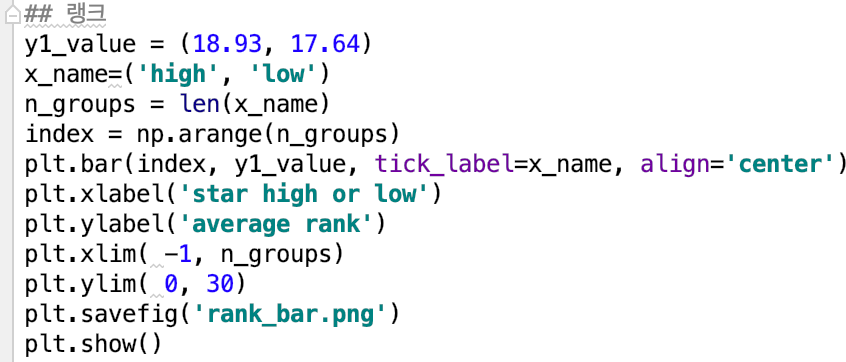 ## 랭크
y1_value = (18.93, 17.64)
x_name=('high', 'low')
n_groups = len(x_name)
index = np.arange(n_groups)
plt.bar(index, y1_value, tick_label=x_name, align='center')
plt.xlabel('star high or low')
plt.ylabel('average rank')
plt.xlim( -1, n_groups)
plt.ylim( 0, 30)
plt.savefig('rank_bar.png')
plt.show()